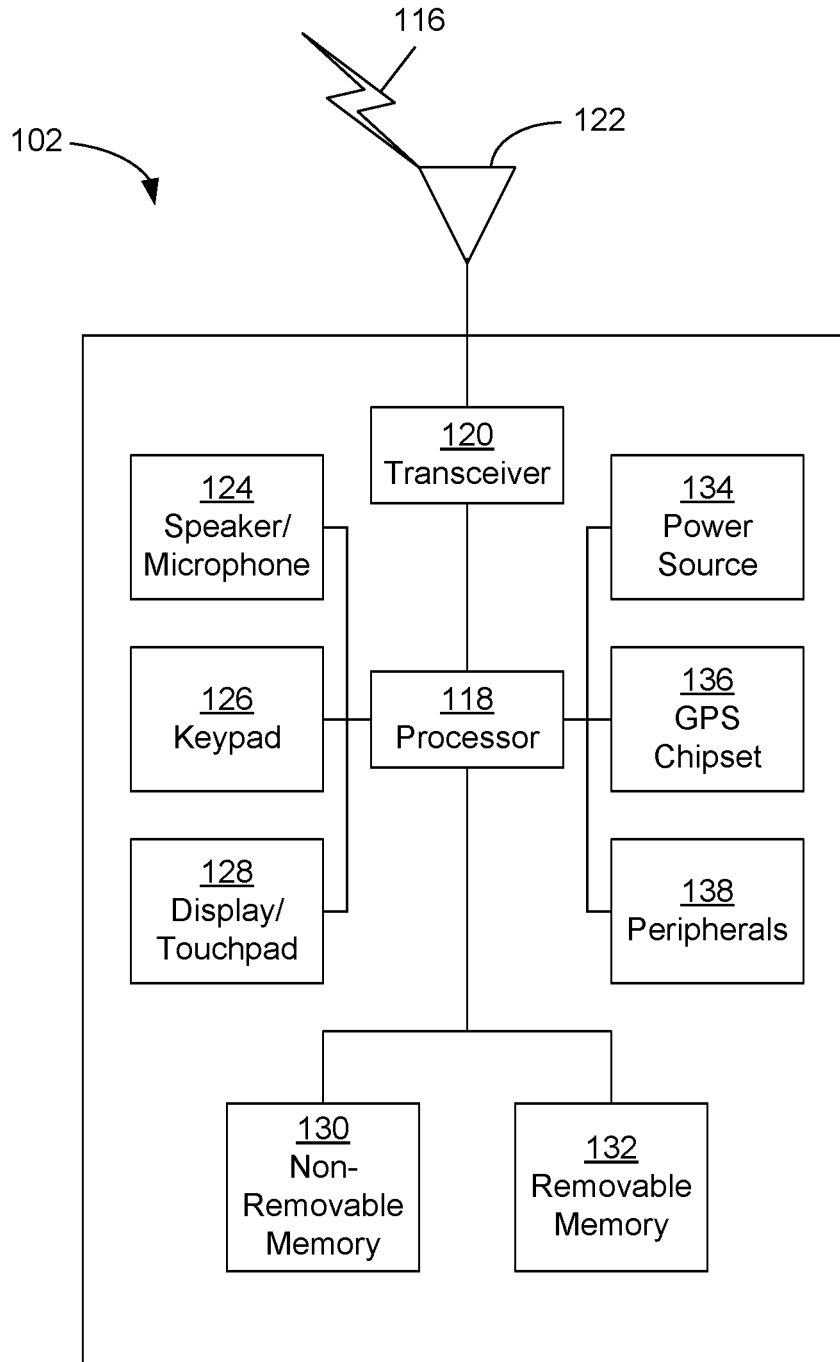 116
122
102
120
Transceiver
124
Speaker/
Microphone
134
Power
Source
126
Keypad
118
Processor
136
GPS
Chipset
128
Display/
Touchpad
138
Peripherals
130
Non-
Removable
Memory
132
Removable
Memory